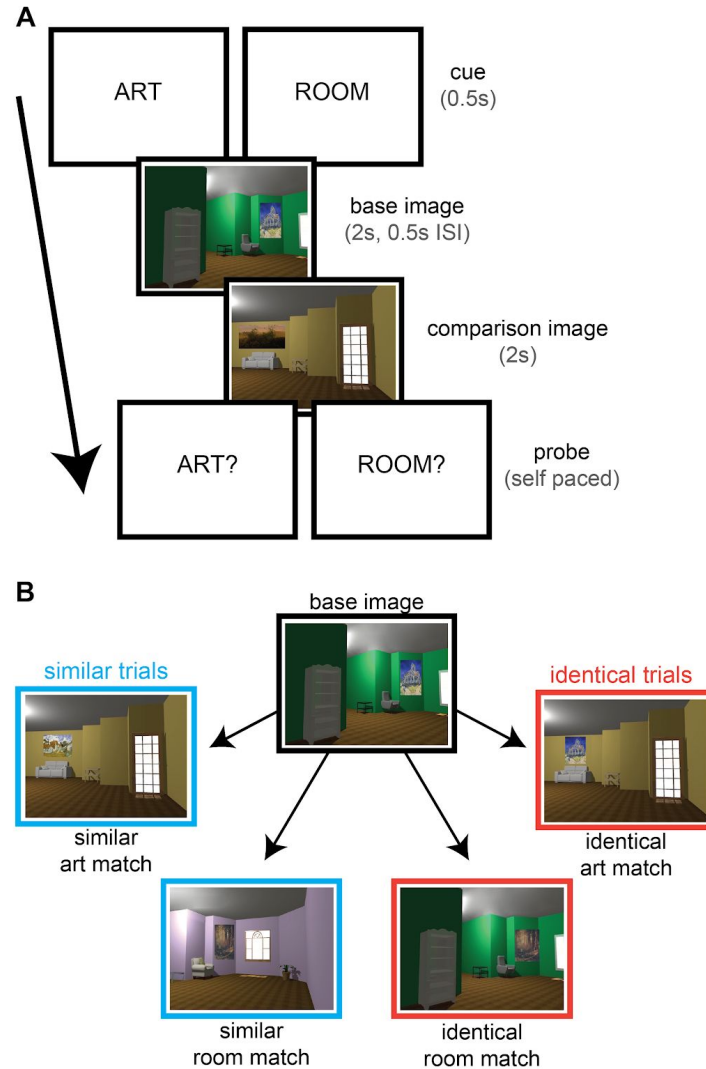 A
ART
ROOM
cue
(0.5s)
base image
(2s, 0.5s ISI)
comparison image
(2s)
ART?
ROOM?
probe
(self paced)
B
base image
similar trials
identical trials
similar
art match
identical
art match
similar
room match
identical
room match